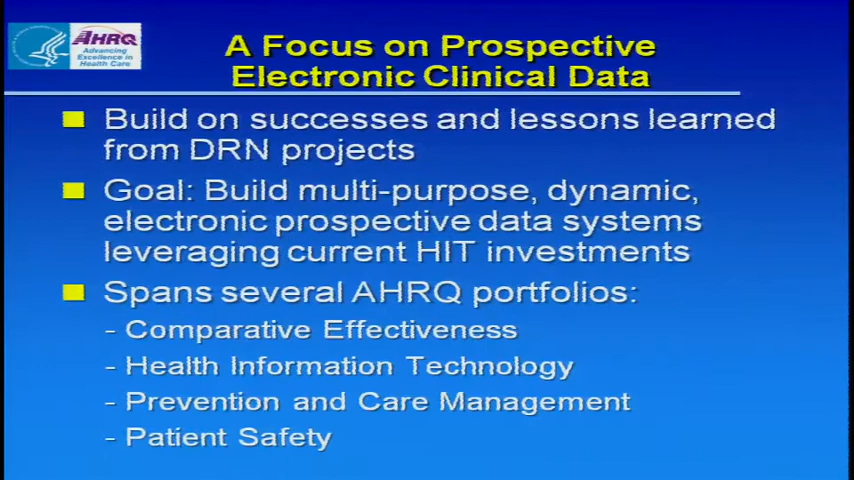 AHRQ
Advancing
Excellence in
Health Care
A Focus on Prospective
Electronic Clinical Data
Build on successes and lessons learned
from DRN projects
Goal: Build multi-purpose, dynamic,
electronic prospective data systems
leveraging current HIT investments
Spans several AHRQ portfolios:
- Comparative Effectiveness
- Health Information Technology
- Prevention and Care Management
- Patient Safety